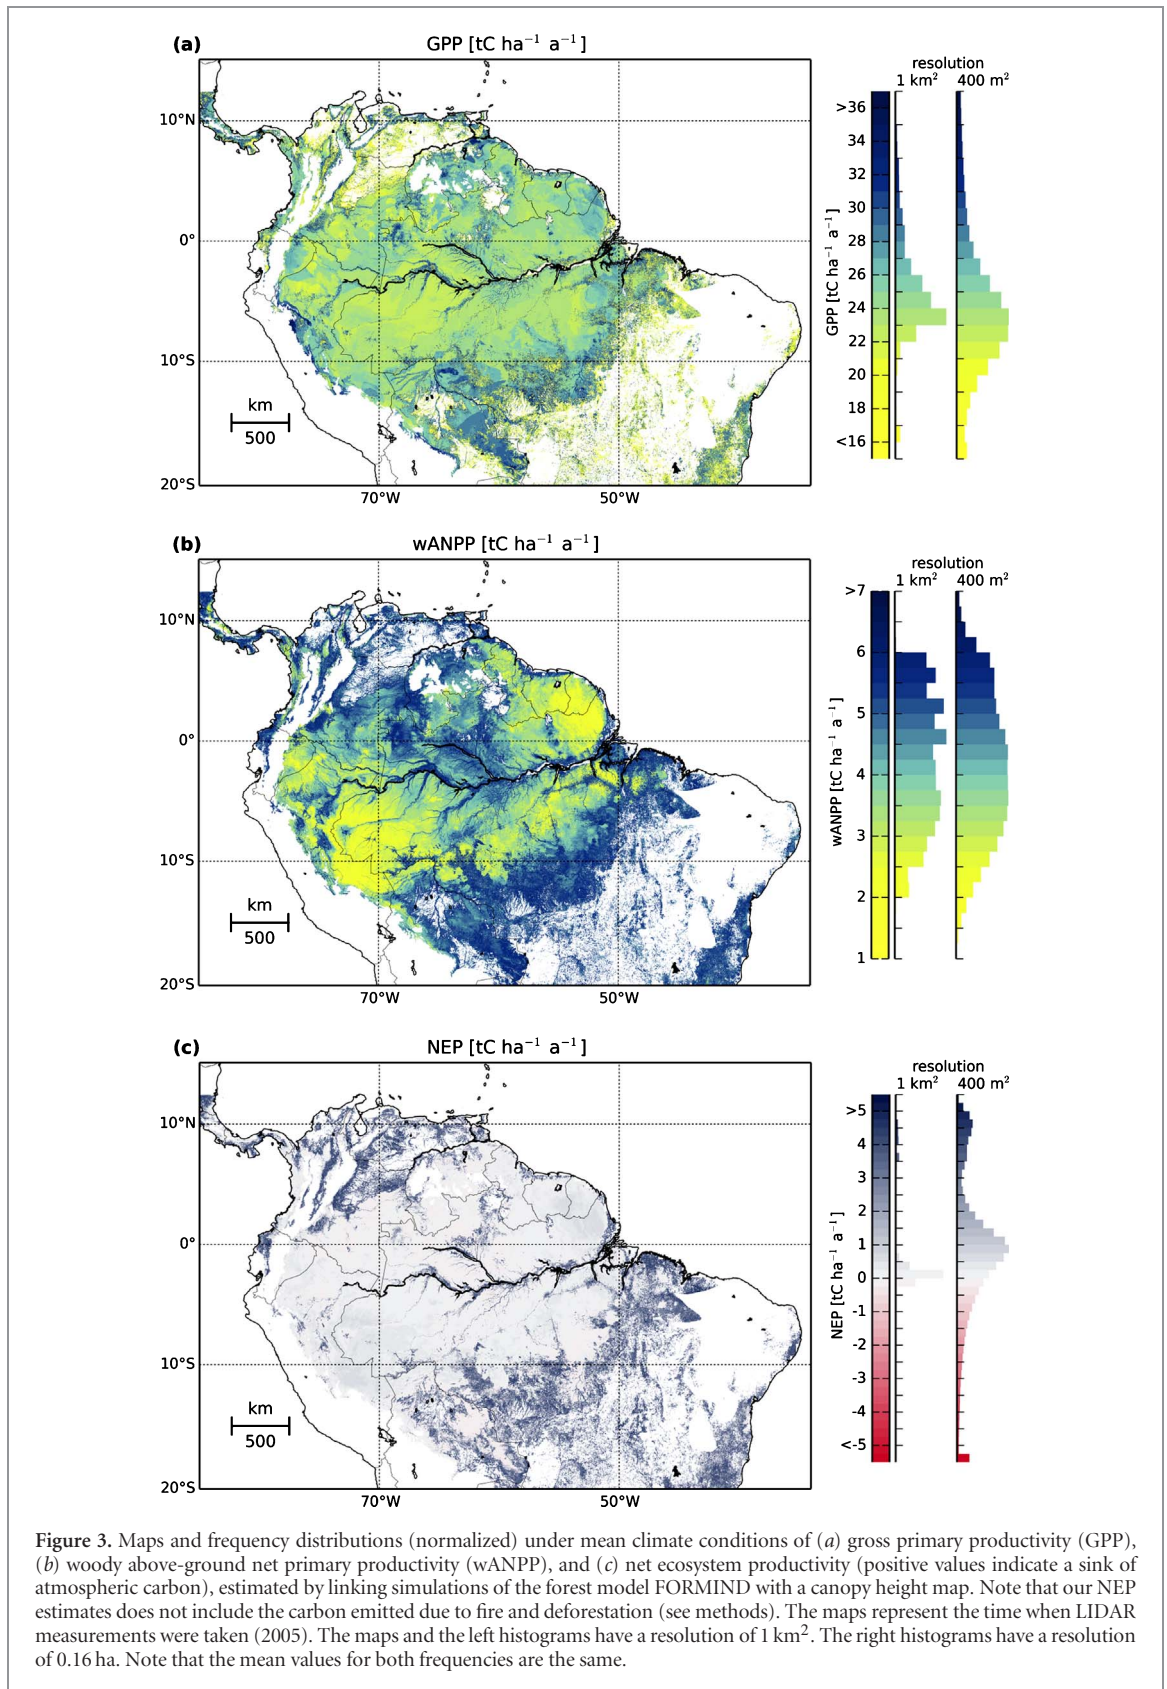 (a)
GPP [tC ha⁻¹ a⁻¹]
10°N
0°
10°S
20°S
70°W
50°W
km
500
resolution
1 km² 400 m²
GPP [tC ha⁻¹ a⁻¹]
>36
34
32
30
28
26
24
22
20
18
<16
(b)
wANPP [tC ha⁻¹ a⁻¹]
10°N
0°
10°S
20°S
70°W
50°W
km
500
resolution
1 km² 400 m²
wANPP [tC ha⁻¹ a⁻¹]
>7
6
5
4
3
2
1
(c)
NEP [tC ha⁻¹ a⁻¹]
10°N
0°
10°S
20°S
70°W
50°W
km
500
resolution
1 km² 400 m²
NEP [tC ha⁻¹ a⁻¹]
>5
4
3
2
1
0
-1
-2
-3
-4
<-5
Figure 3. Maps and frequency distributions (normalized) under mean climate conditions of (a) gross primary productivity (GPP),
(b) woody above-ground net primary productivity (wANPP), and (c) net ecosystem productivity (positive values indicate a sink of
atmospheric carbon), estimated by linking simulations of the forest model FORMIND with a canopy height map. Note that our NEP
estimates does not include the carbon emitted due to fire and deforestation (see methods). The maps represent the time when LIDAR
measurements were taken (2005). The maps and the left histograms have a resolution of 1 km². The right histograms have a resolution
of 0.16 ha. Note that the mean values for both frequencies are the same.